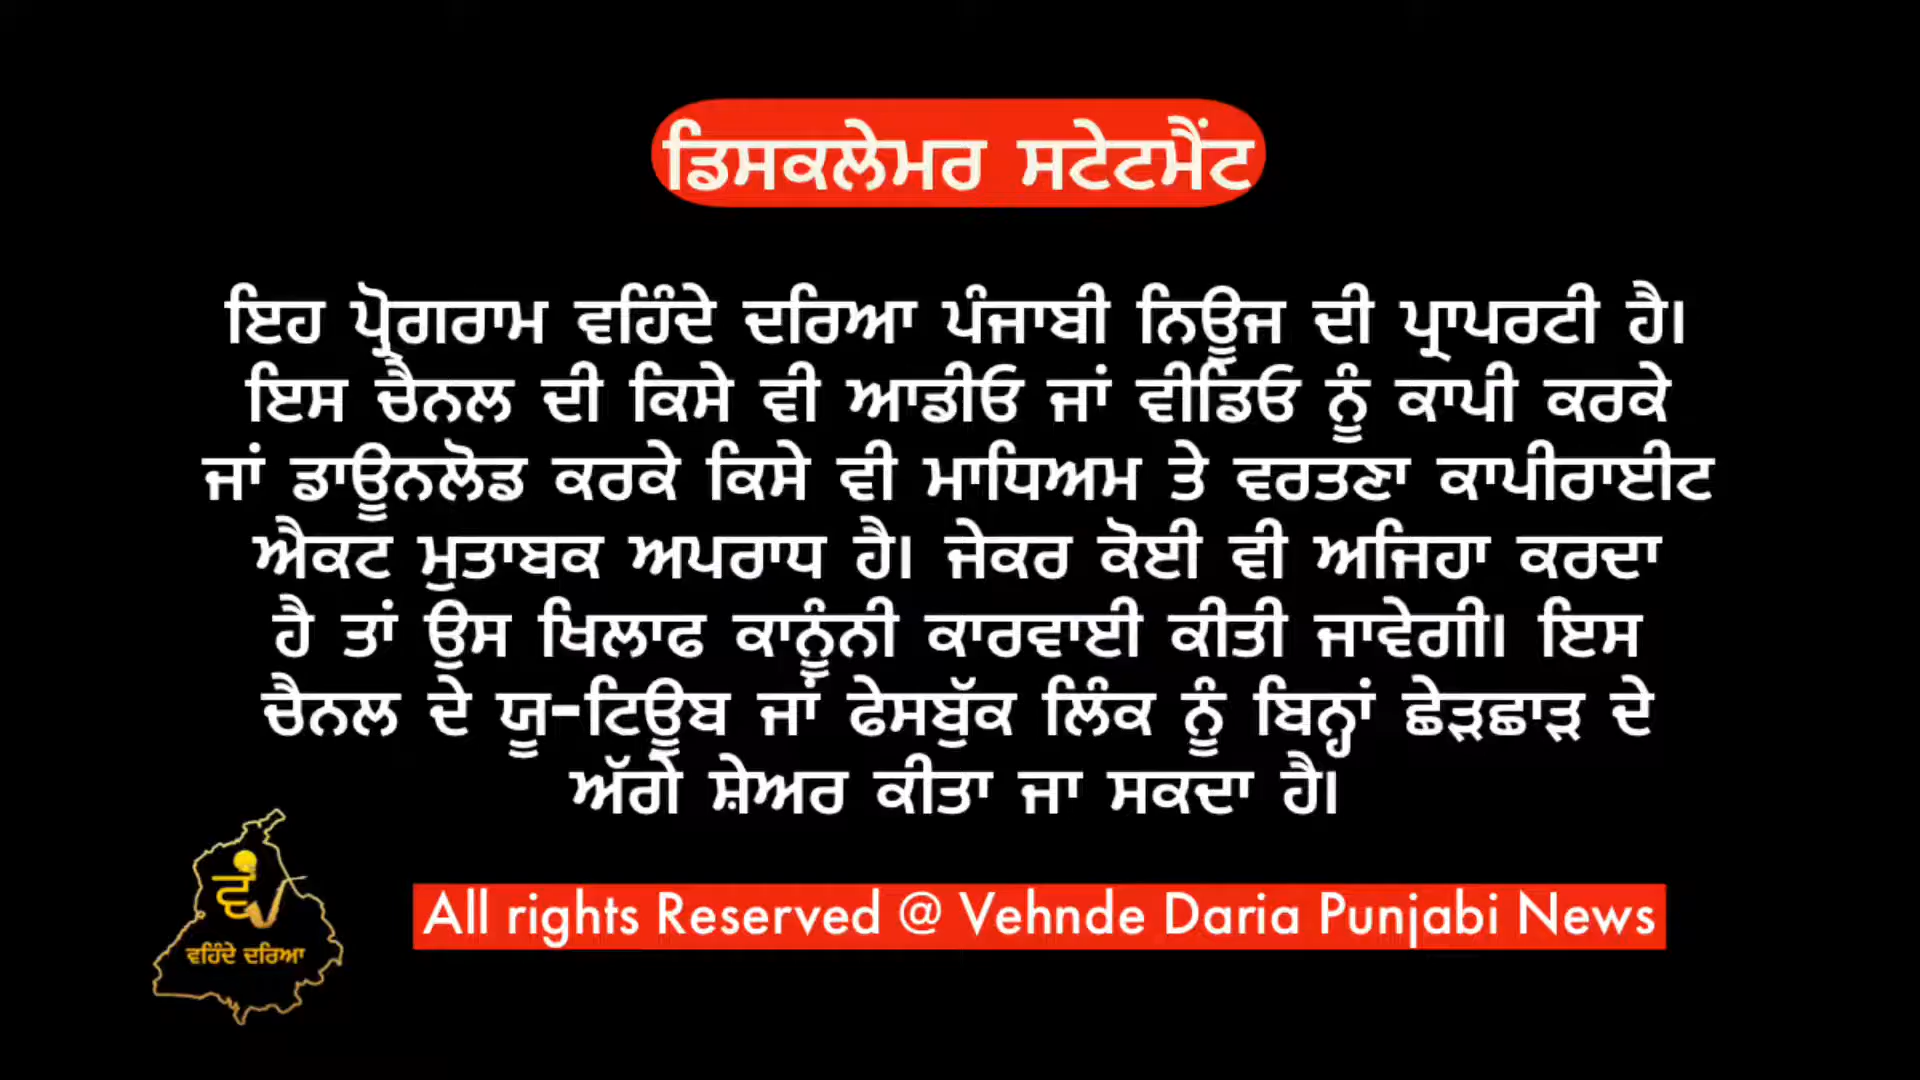 ਡਿਸਕਲੇਮਰ ਸਟੇਟਮੈਂਟ
ਇਹ ਪ੍ਰੋਗਰਾਮ ਵਹਿੰਦੇ ਦਰਿਆ ਪੰਜਾਬੀ ਨਿਊਜ ਦੀ ਪ੍ਰਾਪਰਟੀ ਹੈ।
ਇਸ ਚੈਨਲ ਦੀ ਕਿਸੇ ਵੀ ਆਡੀਓ ਜਾਂ ਵੀਡਿਓ ਨੂੰ ਕਾਪੀ ਕਰਕੇ
ਜਾਂ ਡਾਊਨਲੋਡ ਕਰਕੇ ਕਿਸੇ ਵੀ ਮਾਧਿਅਮ ਤੇ ਵਰਤਣਾ ਕਾਪੀਰਾਈਟ
ਐਕਟ ਮੁਤਾਬਕ ਅਪਰਾਧ ਹੈ। ਜੇਕਰ ਕੋਈ ਵੀ ਅਜਿਹਾ ਕਰਦਾ
ਹੈ ਤਾਂ ਉਸ ਖਿਲਾਫ ਕਾਨੂੰਨੀ ਕਾਰਵਾਈ ਕੀਤੀ ਜਾਵੇਗੀ। ਇਸ
ਚੈਨਲ ਦੇ ਯੂ-ਟਿਊਬ ਜਾਂ ਫੇਸਬੁੱਕ ਲਿੰਕ ਨੂੰ ਬਿਨ੍ਹਾਂ ਛੇੜਛਾੜ ਦੇ
ਅੱਗੇ ਸ਼ੇਅਰ ਕੀਤਾ ਜਾ ਸਕਦਾ ਹੈ।
ਵਹਿੰਦੇ ਦਰਿਆ
All rights Reserved @ Vehnde Daria Punjabi News